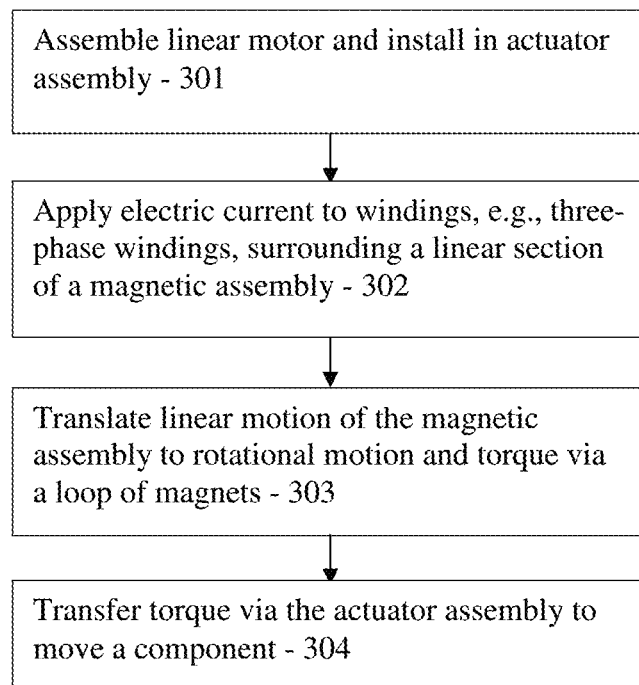 Assemble linear motor and install in actuator
assembly - 301
Apply electric current to windings, e.g., three-
phase windings, surrounding a linear section
of a magnetic assembly - 302
Translate linear motion of the magnetic
assembly to rotational motion and torque via
a loop of magnets - 303
Transfer torque via the actuator assembly to
move a component - 304